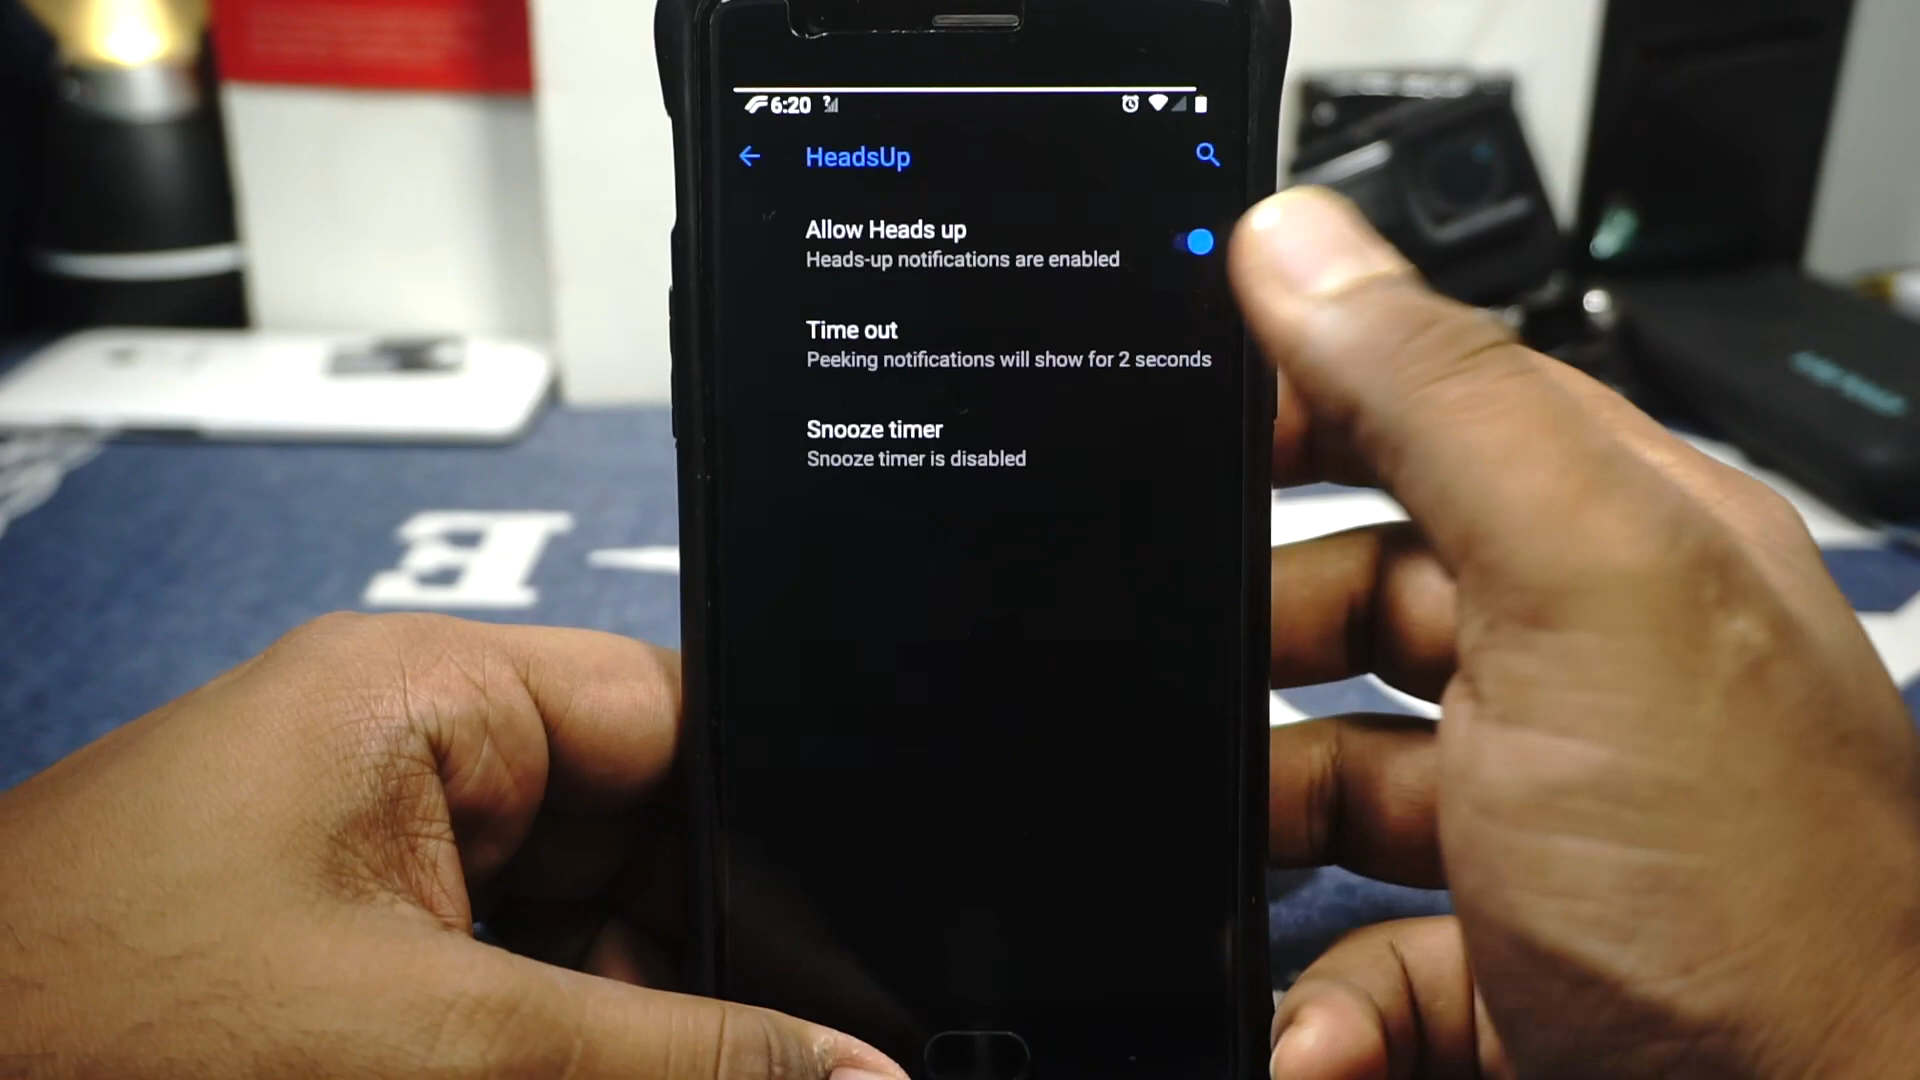 6:20
HeadsUp
Allow Heads up
Heads-up notifications are enabled
Time out
Peeking notifications will show for 2 seconds
Snooze timer
Snooze timer is disabled
E